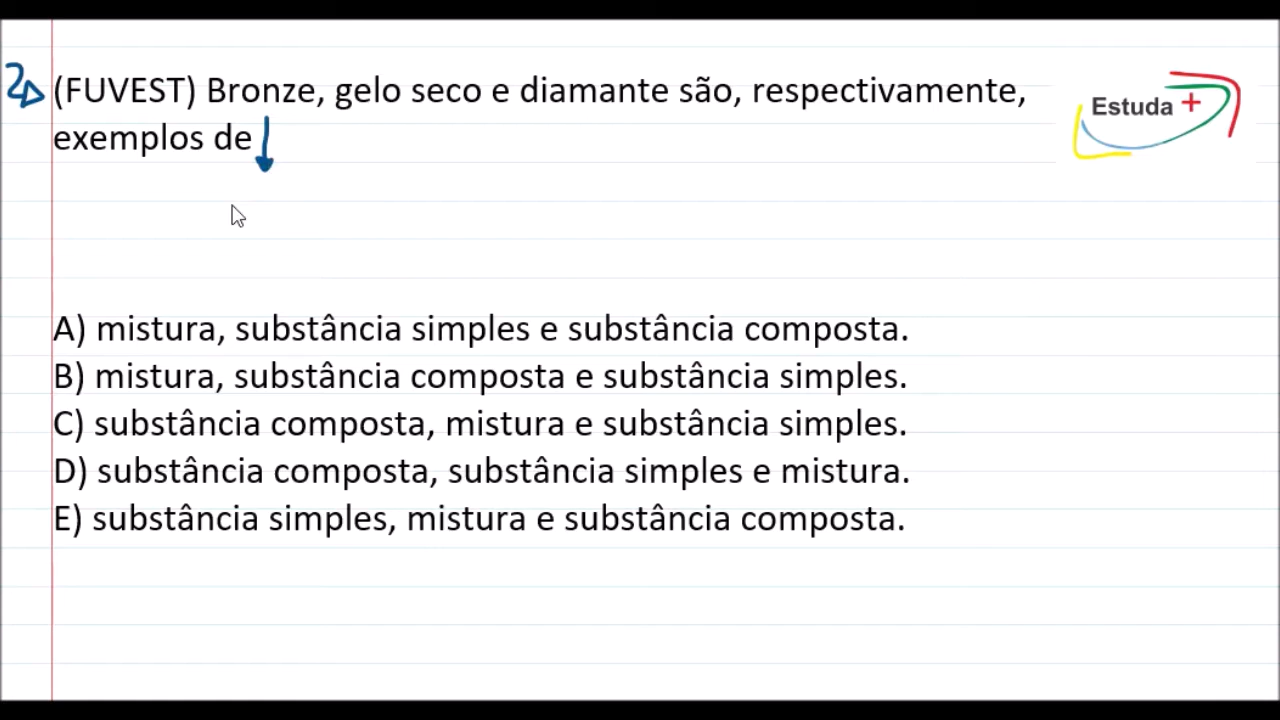 2 (FUVEST) Bronze, gelo seco e diamante são, respectivamente,
exemplos de
Estuda +
A) mistura, substância simples e substância composta.
B) mistura, substância composta e substância simples.
C) substância composta, mistura e substância simples.
D) substância composta, substância simples e mistura.
E) substância simples, mistura e substância composta.